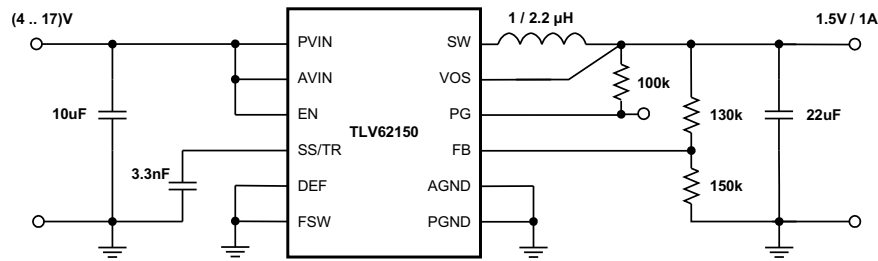 (4 .. 17)V
1 / 2.2 µH
1.5V / 1A
PVIN
SW
AVIN
VOS
100k
10uF
EN
PG
130k
22uF
TLV62150
3.3nF
SS/TR
FB
DEF
AGND
150k
FSW
PGND